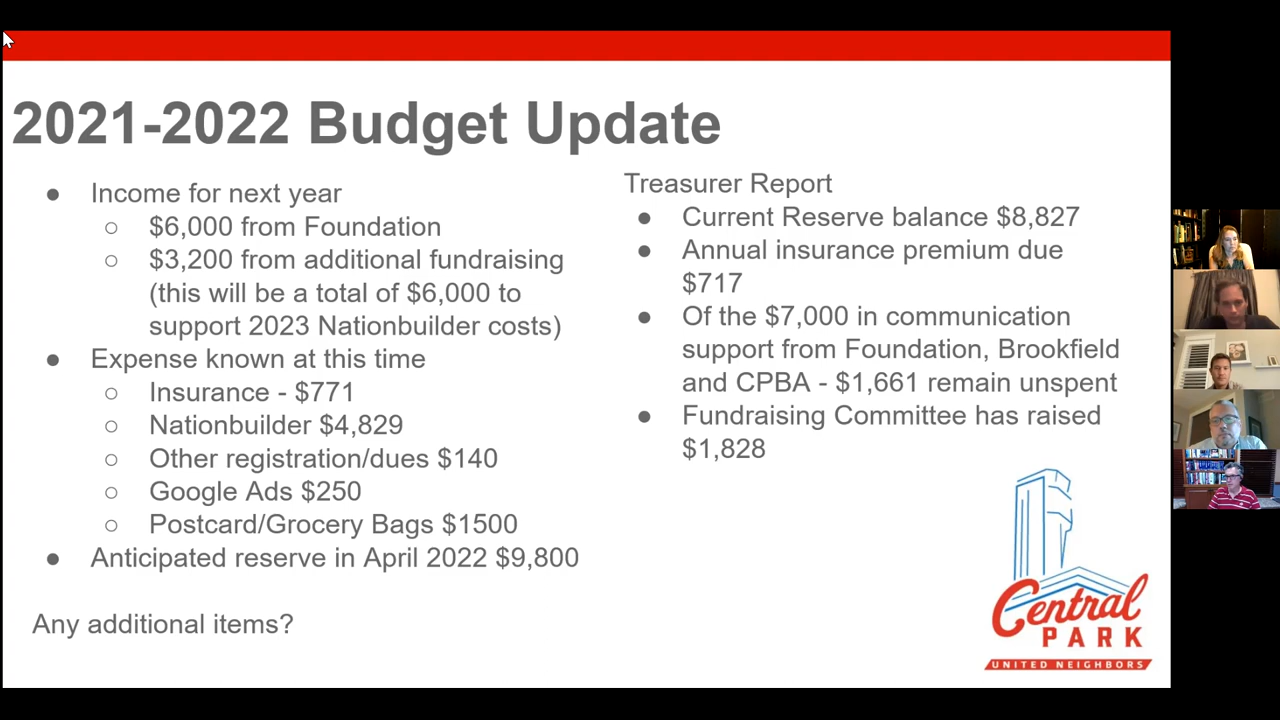 2021-2022 Budget Update
● Income for next year
○ $6,000 from Foundation
○ $3,200 from additional fundraising
(this will be a total of $6,000 to
support 2023 Nationbuilder costs)
● Expense known at this time
○ Insurance - $771
○ Nationbuilder $4,829
○ Other registration/dues $140
○ Google Ads $250
○ Postcard/Grocery Bags $1500
● Anticipated reserve in April 2022 $9,800
Any additional items?
Treasurer Report
● Current Reserve balance $8,827
● Annual insurance premium due
$717
● Of the $7,000 in communication
support from Foundation, Brookfield
and CPBA - $1,661 remain unspent
● Fundraising Committee has raised
$1,828
Central
PARK
UNITED NEIGHBORS